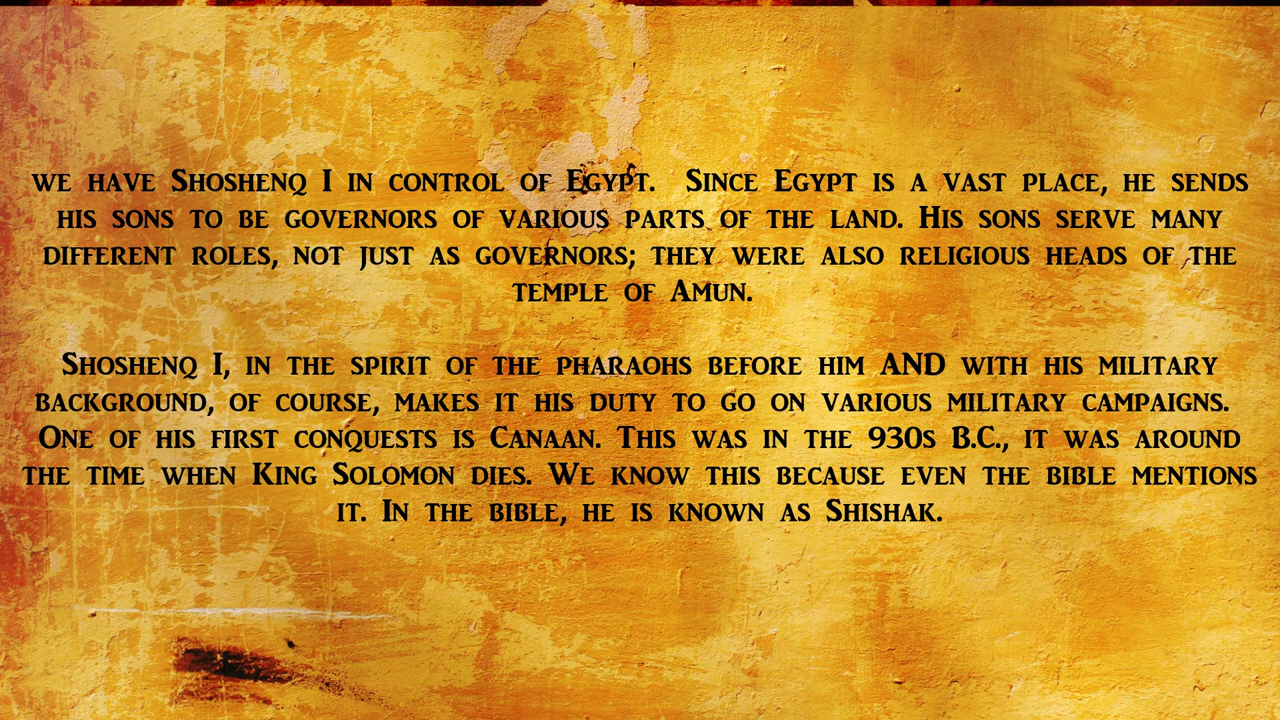 we have Shoshenq I in control of Egypt. Since Egypt is a vast place, he sends
his sons to be governors of various parts of the land. His sons serve many
different roles, not just as governors; they were also religious heads of the
temple of Amun.
Shoshenq I, in the spirit of the pharaohs before him AND with his military
background, of course, makes it his duty to go on various military campaigns.
One of his first conquests is Canaan. This was in the 930s B.C., it was around
the time when King Solomon dies. We know this because even the bible mentions
it. In the bible, he is known as Shishak.